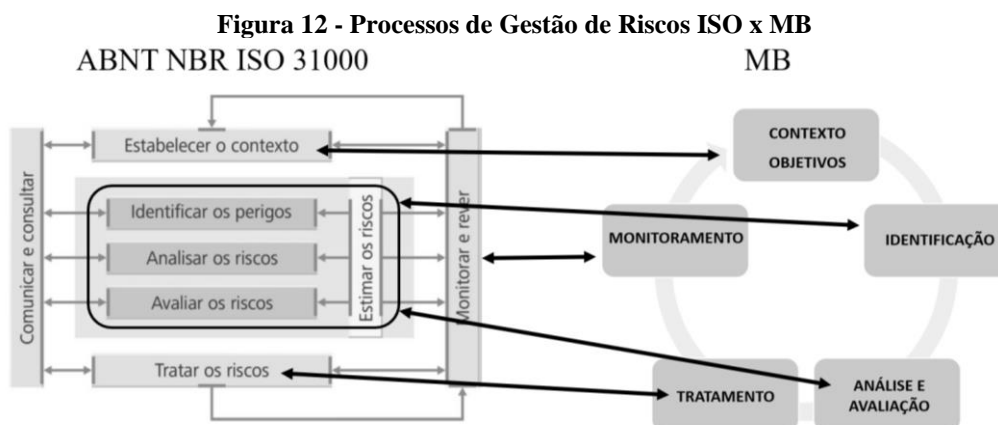 Figura 12 - Processos de Gestão de Riscos ISO x MB
ABNT NBR ISO 31000
MB
Comunicar e consultar
Estabelecer o contexto
Identificar os perigos
Analisar os riscos
Avaliar os riscos
Estimar os riscos
Tratar os riscos
Monitorar e rever
CONTEXTO
OBJETIVOS
MONITORAMENTO
IDENTIFICAÇÃO
TRATAMENTO
ANÁLISE E
AVALIAÇÃO